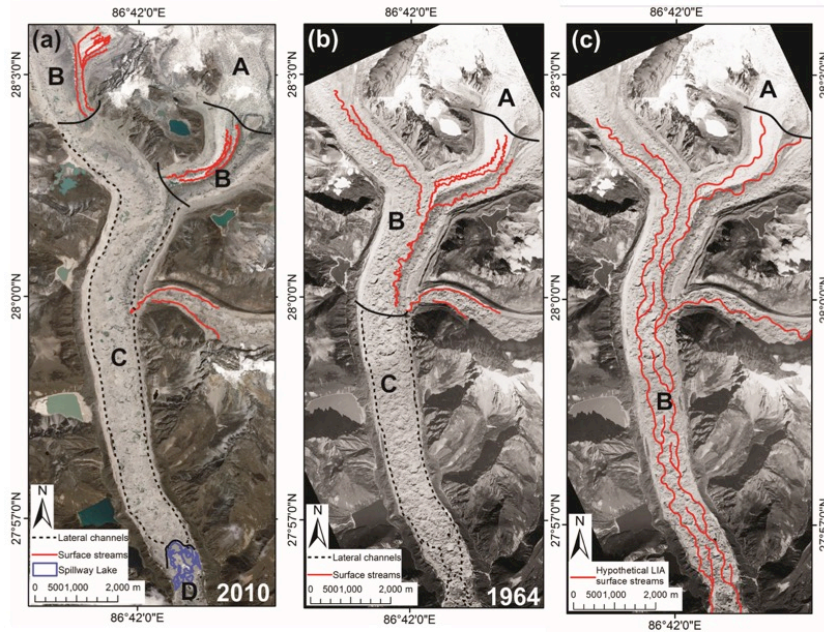 86°42'0"E
86°42'0"E
86°42'0"E
(a)
B
A
B
C
D
N
Lateral channels
Surface streams
Spillway Lake
0 5001,000 2,000 m
2010
28°3'0"N
28°0'0"N
27°57'0"N
86°42'0"E
(b)
A
B
C
N
Lateral channels
Surface streams
0 5001,000 2,000 m
1964
86°42'0"E
(c)
A
B
N
Hypothetical LIA
surface streams
0 5001,000 2,000 m
28°3'0"N
28°0'0"N
27°57'0"N
86°42'0"E